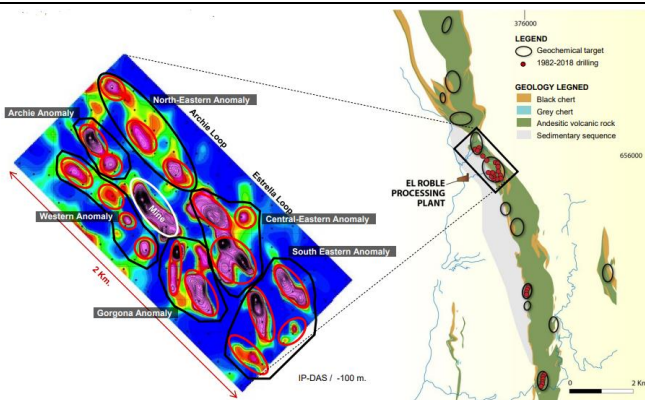 376000
LEGEND
Geochemical target
1982-2018 drilling
GEOLOGY LEGNED
Black chert
Grey chert
Andesitic volcanic rock
Sedimentary sequence
656000
EL ROBLE
PROCESSING
PLANT
0 2 Km
North-Eastern Anomaly
Archie Anomaly
Archie Loop
Estrella Loop
Mine
Western Anomaly
Central-Eastern Anomaly
South Eastern Anomaly
2 Km.
Gorgona Anomaly
IP-DAS / -100 m.